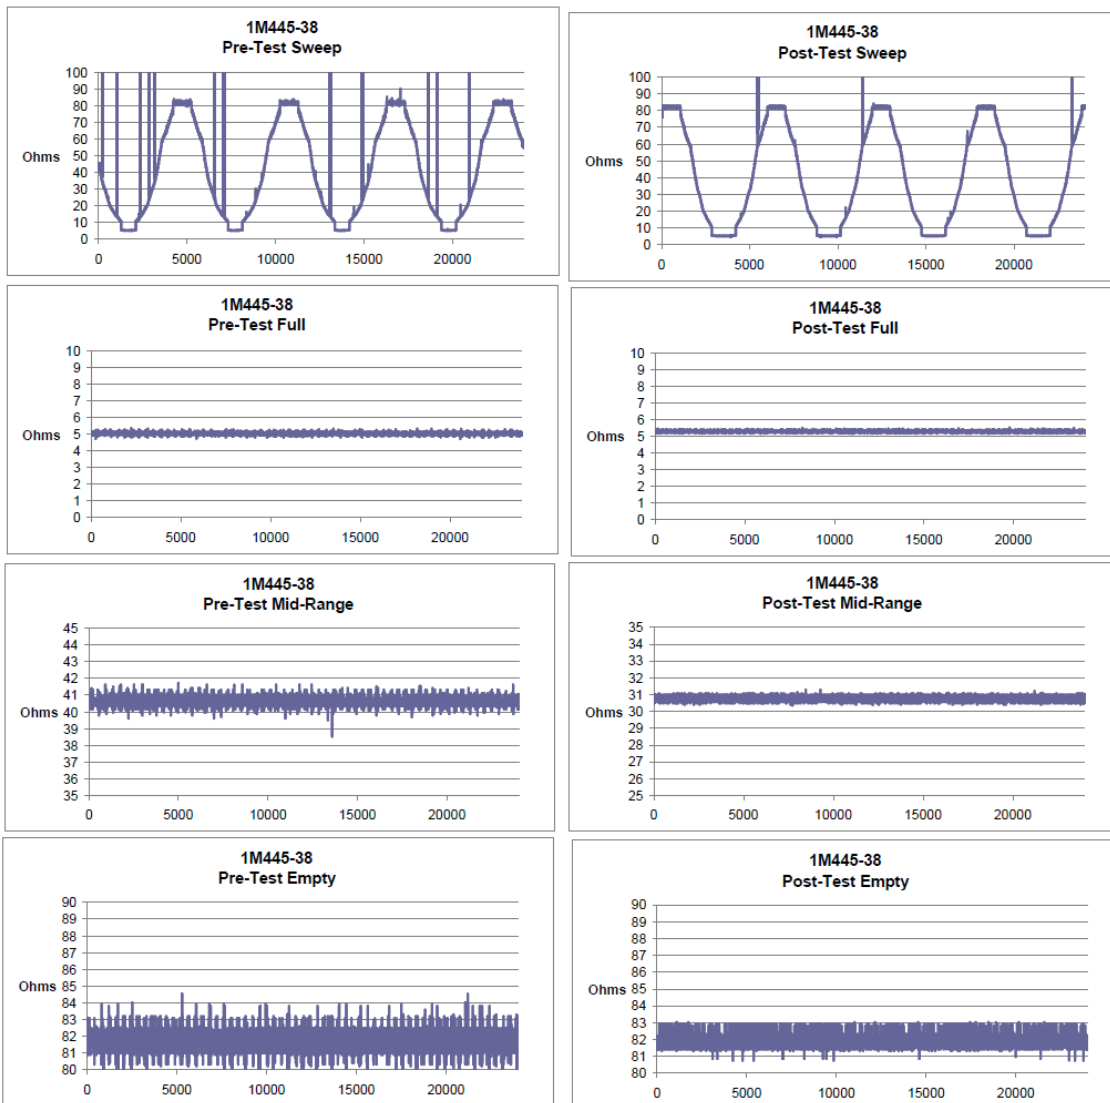 1M445-38
Pre-Test Sweep
100
90
80
70
60
50
40
30
20
10
0
Ohms
0 5000 10000 15000 20000
1M445-38
Post-Test Sweep
100
90
80
70
60
50
40
30
20
10
0
Ohms
0 5000 10000 15000 20000
1M445-38
Pre-Test Full
10
9
8
7
6
5
4
3
2
1
0
Ohms
0 5000 10000 15000 20000
1M445-38
Post-Test Full
10
9
8
7
6
5
4
3
2
1
0
Ohms
0 5000 10000 15000 20000
1M445-38
Pre-Test Mid-Range
45
44
43
42
41
40
39
38
37
36
35
Ohms
0 5000 10000 15000 20000
1M445-38
Post-Test Mid-Range
35
34
33
32
31
30
29
28
27
26
25
Ohms
0 5000 10000 15000 20000
1M445-38
Pre-Test Empty
90
89
88
87
86
85
84
83
82
81
80
Ohms
0 5000 10000 15000 20000
1M445-38
Post-Test Empty
90
89
88
87
86
85
84
83
82
81
80
Ohms
0 5000 10000 15000 20000